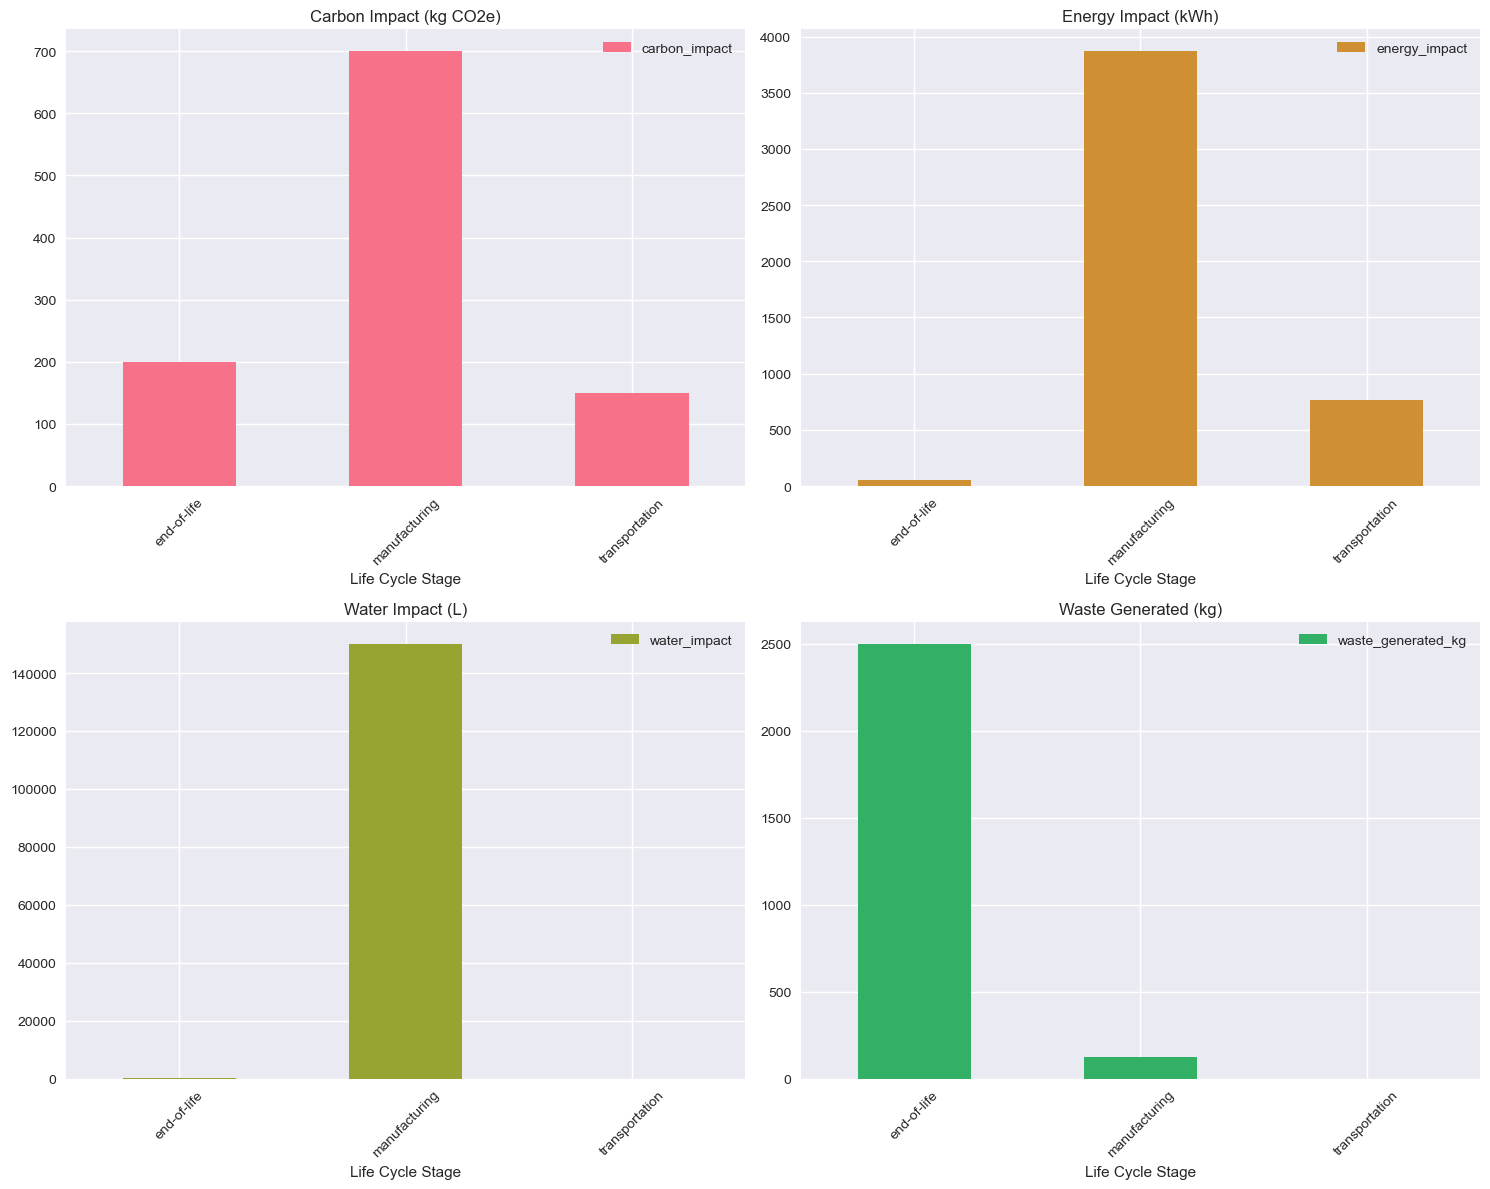 Carbon Impact (kg CO2e)
carbon_impact
700
600
500
400
300
200
100
0
end-of-life
manufacturing
transportation
Life Cycle Stage
Energy Impact (kWh)
energy_impact
4000
3500
3000
2500
2000
1500
1000
500
0
end-of-life
manufacturing
transportation
Life Cycle Stage
Water Impact (L)
water_impact
140000
120000
100000
80000
60000
40000
20000
0
end-of-life
manufacturing
transportation
Life Cycle Stage
Waste Generated (kg)
waste_generated_kg
2500
2000
1500
1000
500
0
end-of-life
manufacturing
transportation
Life Cycle Stage